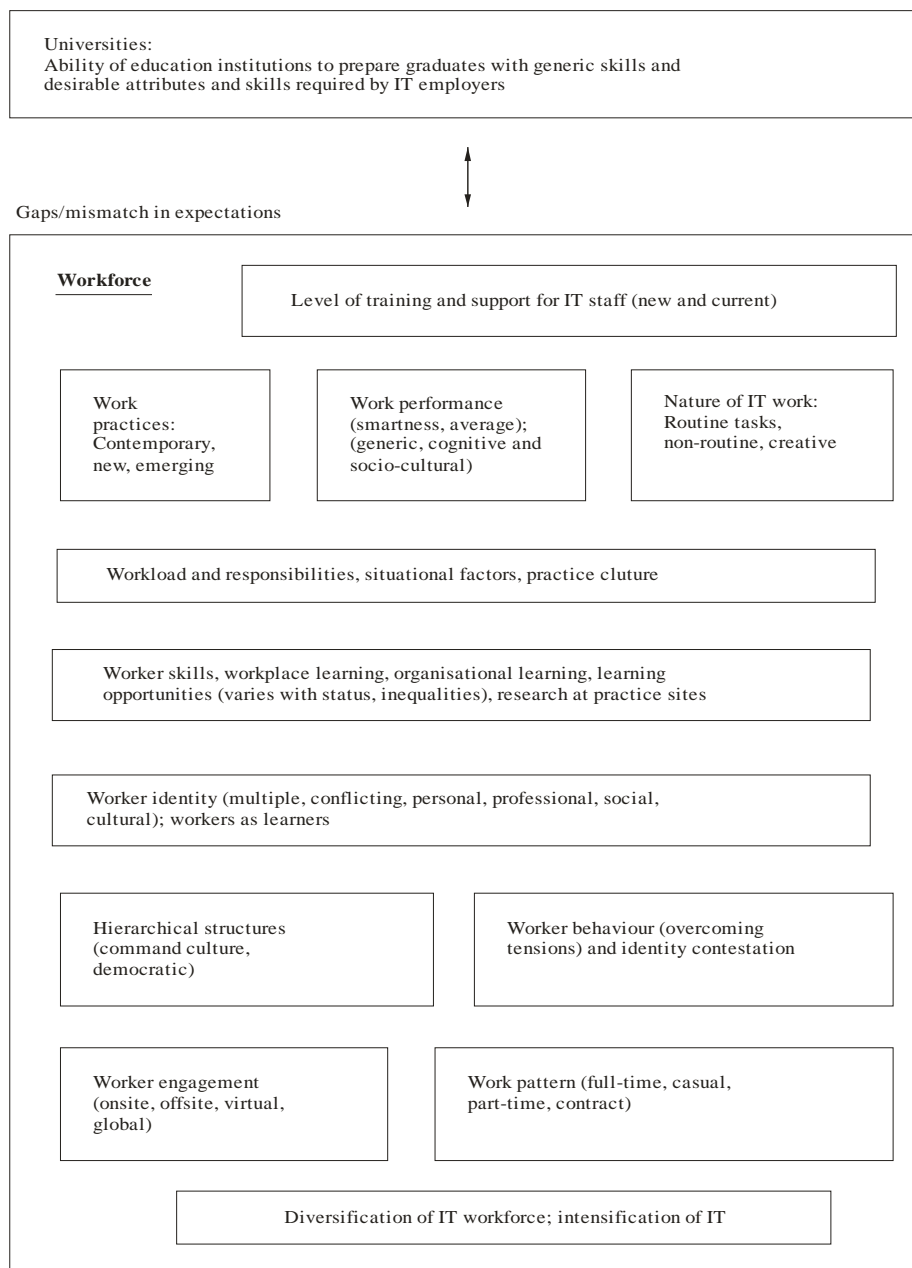 Universities:
Ability of education institutions to prepare graduates with generic skills and
desirable attributes and skills required by IT employers
Gaps/mismatch in expectations
Workforce
Level of training and support for IT staff (new and current)
Work
practices:
Contemporary,
new, emerging
Work performance
(smartness, average);
(generic, cognitive and
socio-cultural)
Nature of IT work:
Routine tasks,
non-routine, creative
Workload and responsibilities, situational factors, practice cluture
Worker skills, workplace learning, organisational learning, learning
opportunities (varies with status, inequalities), research at practice sites
Worker identity (multiple, conflicting, personal, professional, social,
cultural); workers as learners
Hierarchical structures
(command culture,
democratic)
Worker behaviour (overcoming
tensions) and identity contestation
Worker engagement
(onsite, offsite, virtual,
global)
Work pattern (full-time, casual,
part-time, contract)
Diversification of IT workforce; intensification of IT